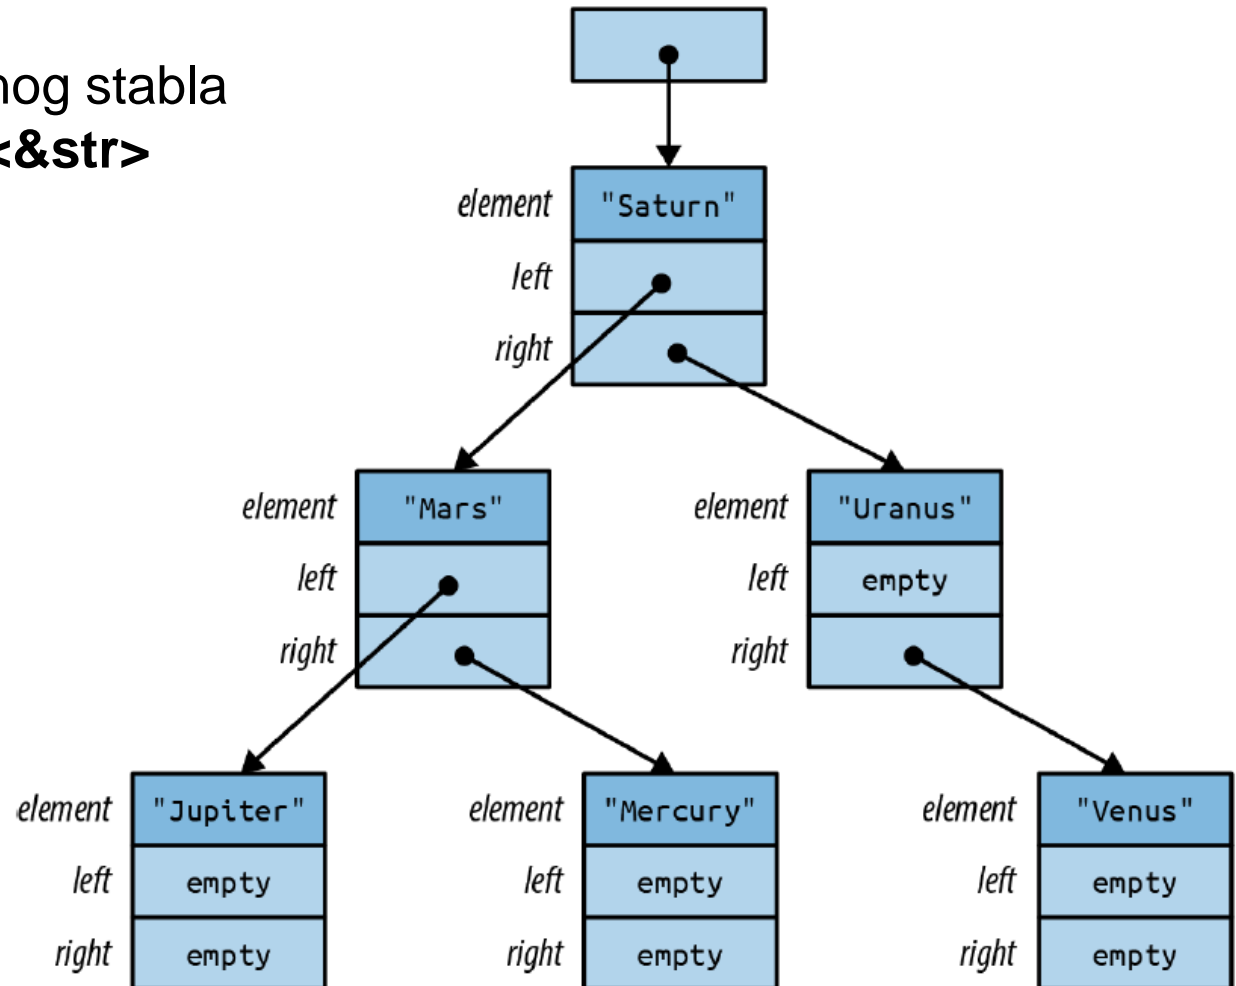 nog stabla
<&str>
element "Saturn"
left
right
element "Mars"
left
right
element "Uranus"
left empty
right
element "Jupiter"
left empty
right empty
element "Mercury"
left empty
right empty
element "Venus"
left empty
right empty